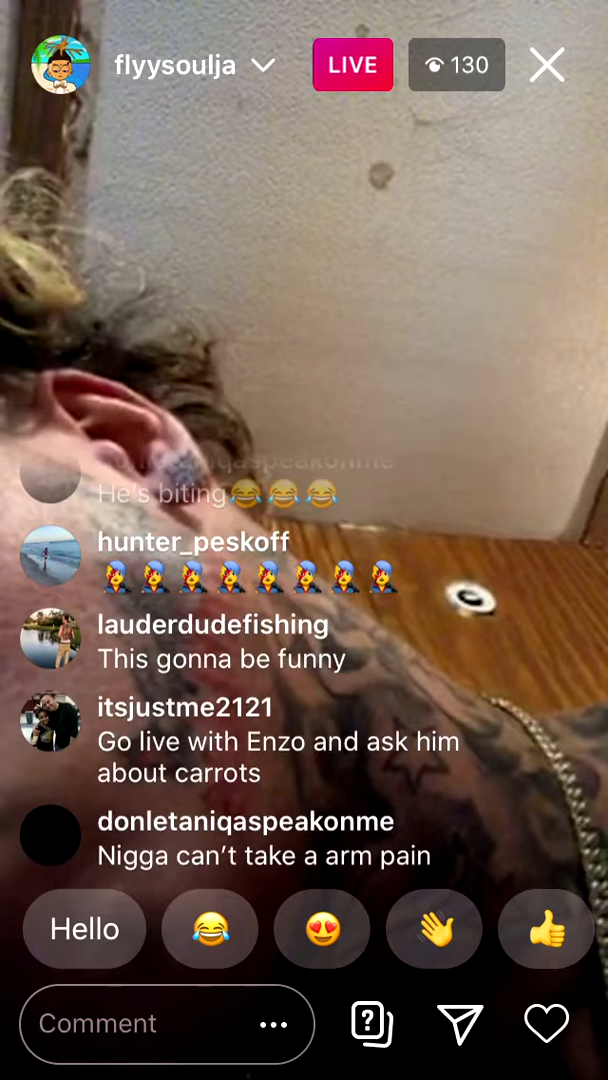 flyysoulja
LIVE
130
He's biting😂😂😂
hunter_peskoff
👩‍🎤👩‍🎤👩‍🎤👩‍🎤👩‍🎤👩‍🎤👩‍🎤👩‍🎤
lauderdudefishing
This gonna be funny
itsjustme2121
Go live with Enzo and ask him
about carrots
donletaniqaspeakonme
Nigga can't take a arm pain
Hello 😂 😍 👋 👍
Comment